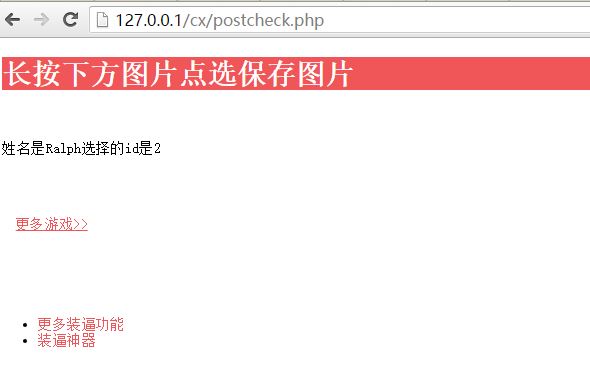 127.0.0.1/cx/postcheck.php
长按下方图片点选保存图片
姓名是Ralph选择的id是2
更多游戏>>
更多装逼功能
装逼神器